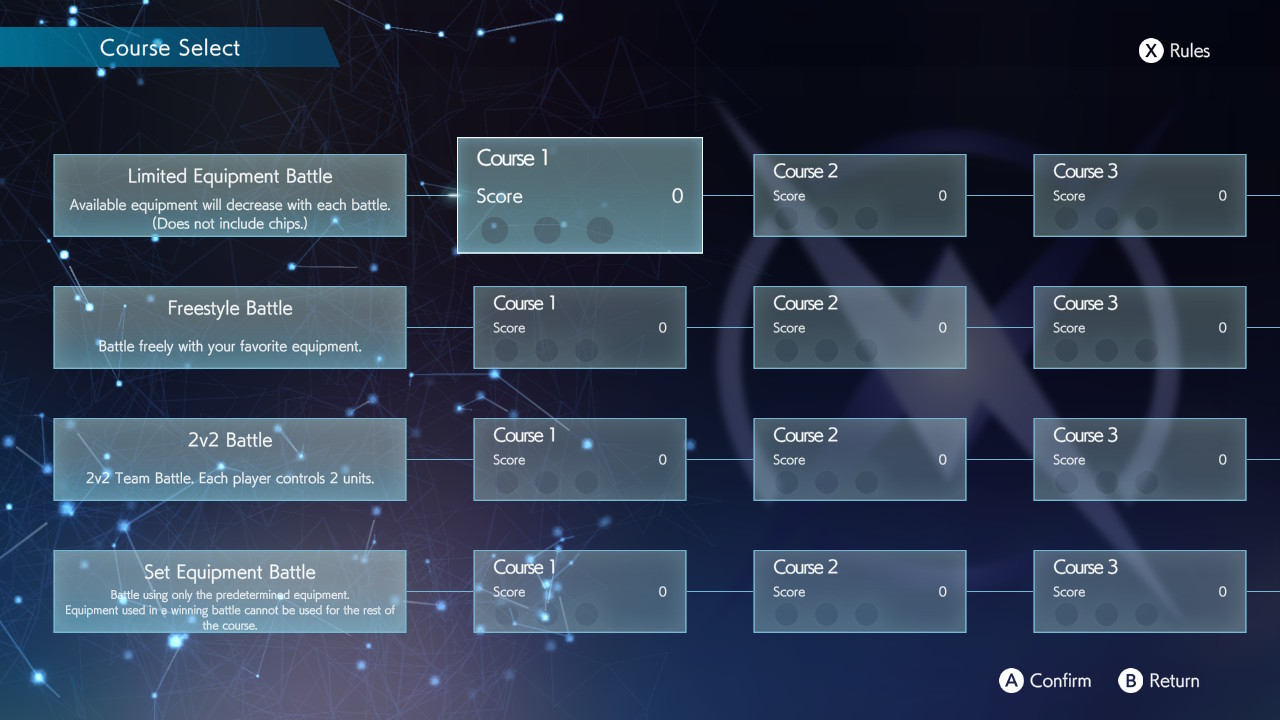 Course Select
X Rules
Limited Equipment Battle
Available equipment will decrease with each battle.
(Does not include chips.)
Course 1
Score 0
Course 2
Score 0
Course 3
Score 0
Freestyle Battle
Battle freely with your favorite equipment.
Course 1
Score 0
Course 2
Score 0
Course 3
Score 0
2v2 Battle
2v2 Team Battle. Each player controls 2 units.
Course 1
Score 0
Course 2
Score 0
Course 3
Score 0
Set Equipment Battle
Battle using only the predetermined equipment.
Equipment used in a winning battle cannot be used for the rest of
the course.
Course 1
Score 0
Course 2
Score 0
Course 3
Score 0
A Confirm B Return